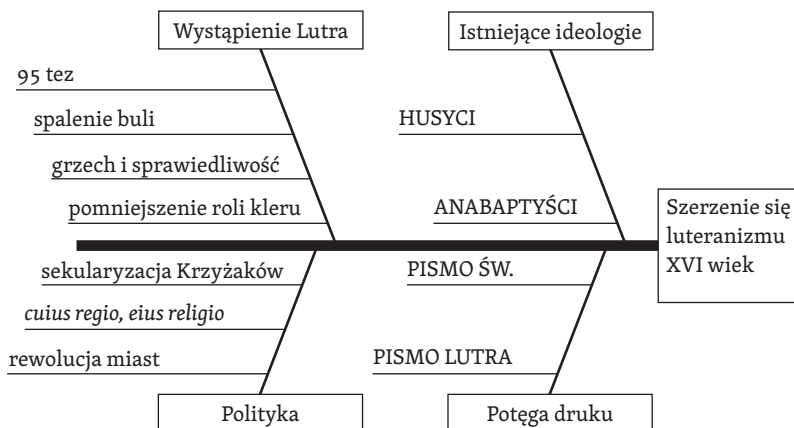 Wystąpienie Lutra
Istniejące ideologie
95 tez
spalenie buli
HUSYCI
grzech i sprawiedliwość
pomniejszenie roli kleru
ANABAPTYŚCI
Szerzenie się
luteranizmu
XVI wiek
sekularyzacja Krzyżaków
PISMO ŚW.
cuius regio, eius religio
rewolucja miast
PISMO LUTRA
Polityka
Potęga druku